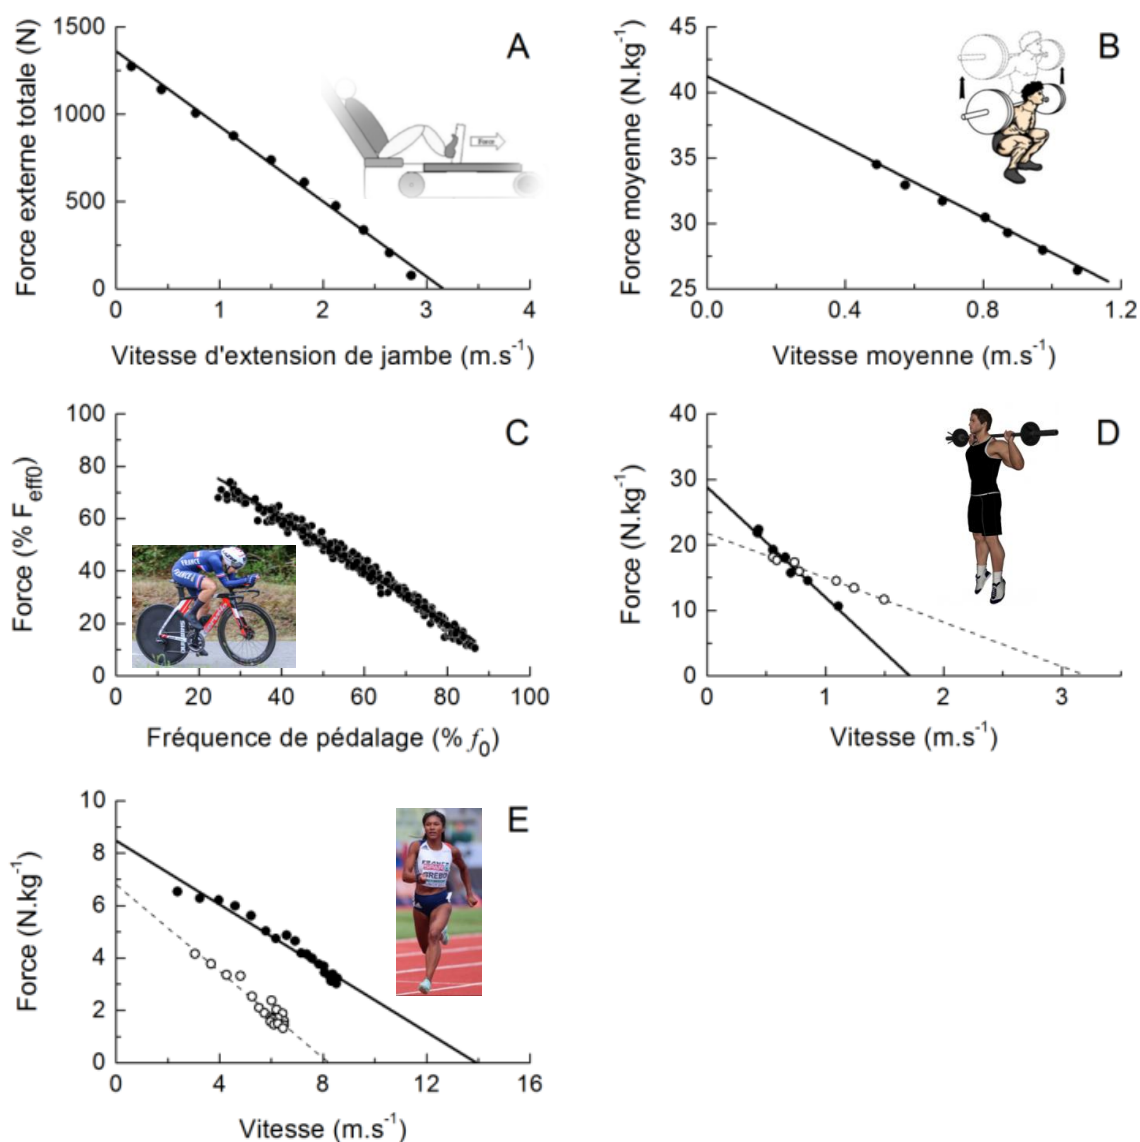 A
1500
1000
500
0
Force externe totale (N)
Force
0 1 2 3 4
Vitesse d'extension de jambe (m.s⁻¹)
B
45
40
35
30
25
Force moyenne (N.kg⁻¹)
0.0 0.4 0.8 1.2
Vitesse moyenne (m.s⁻¹)
C
100
80
60
40
20
0
Force (% F_eff0)
FRANCE
FRANCE
0 20 40 60 80 100
Fréquence de pédalage (% f₀)
D
40
30
20
10
0
Force (N.kg⁻¹)
0 1 2 3
Vitesse (m.s⁻¹)
E
10
8
6
4
2
0
Force (N.kg⁻¹)
FRANCE
0 4 8 12 16
Vitesse (m.s⁻¹)